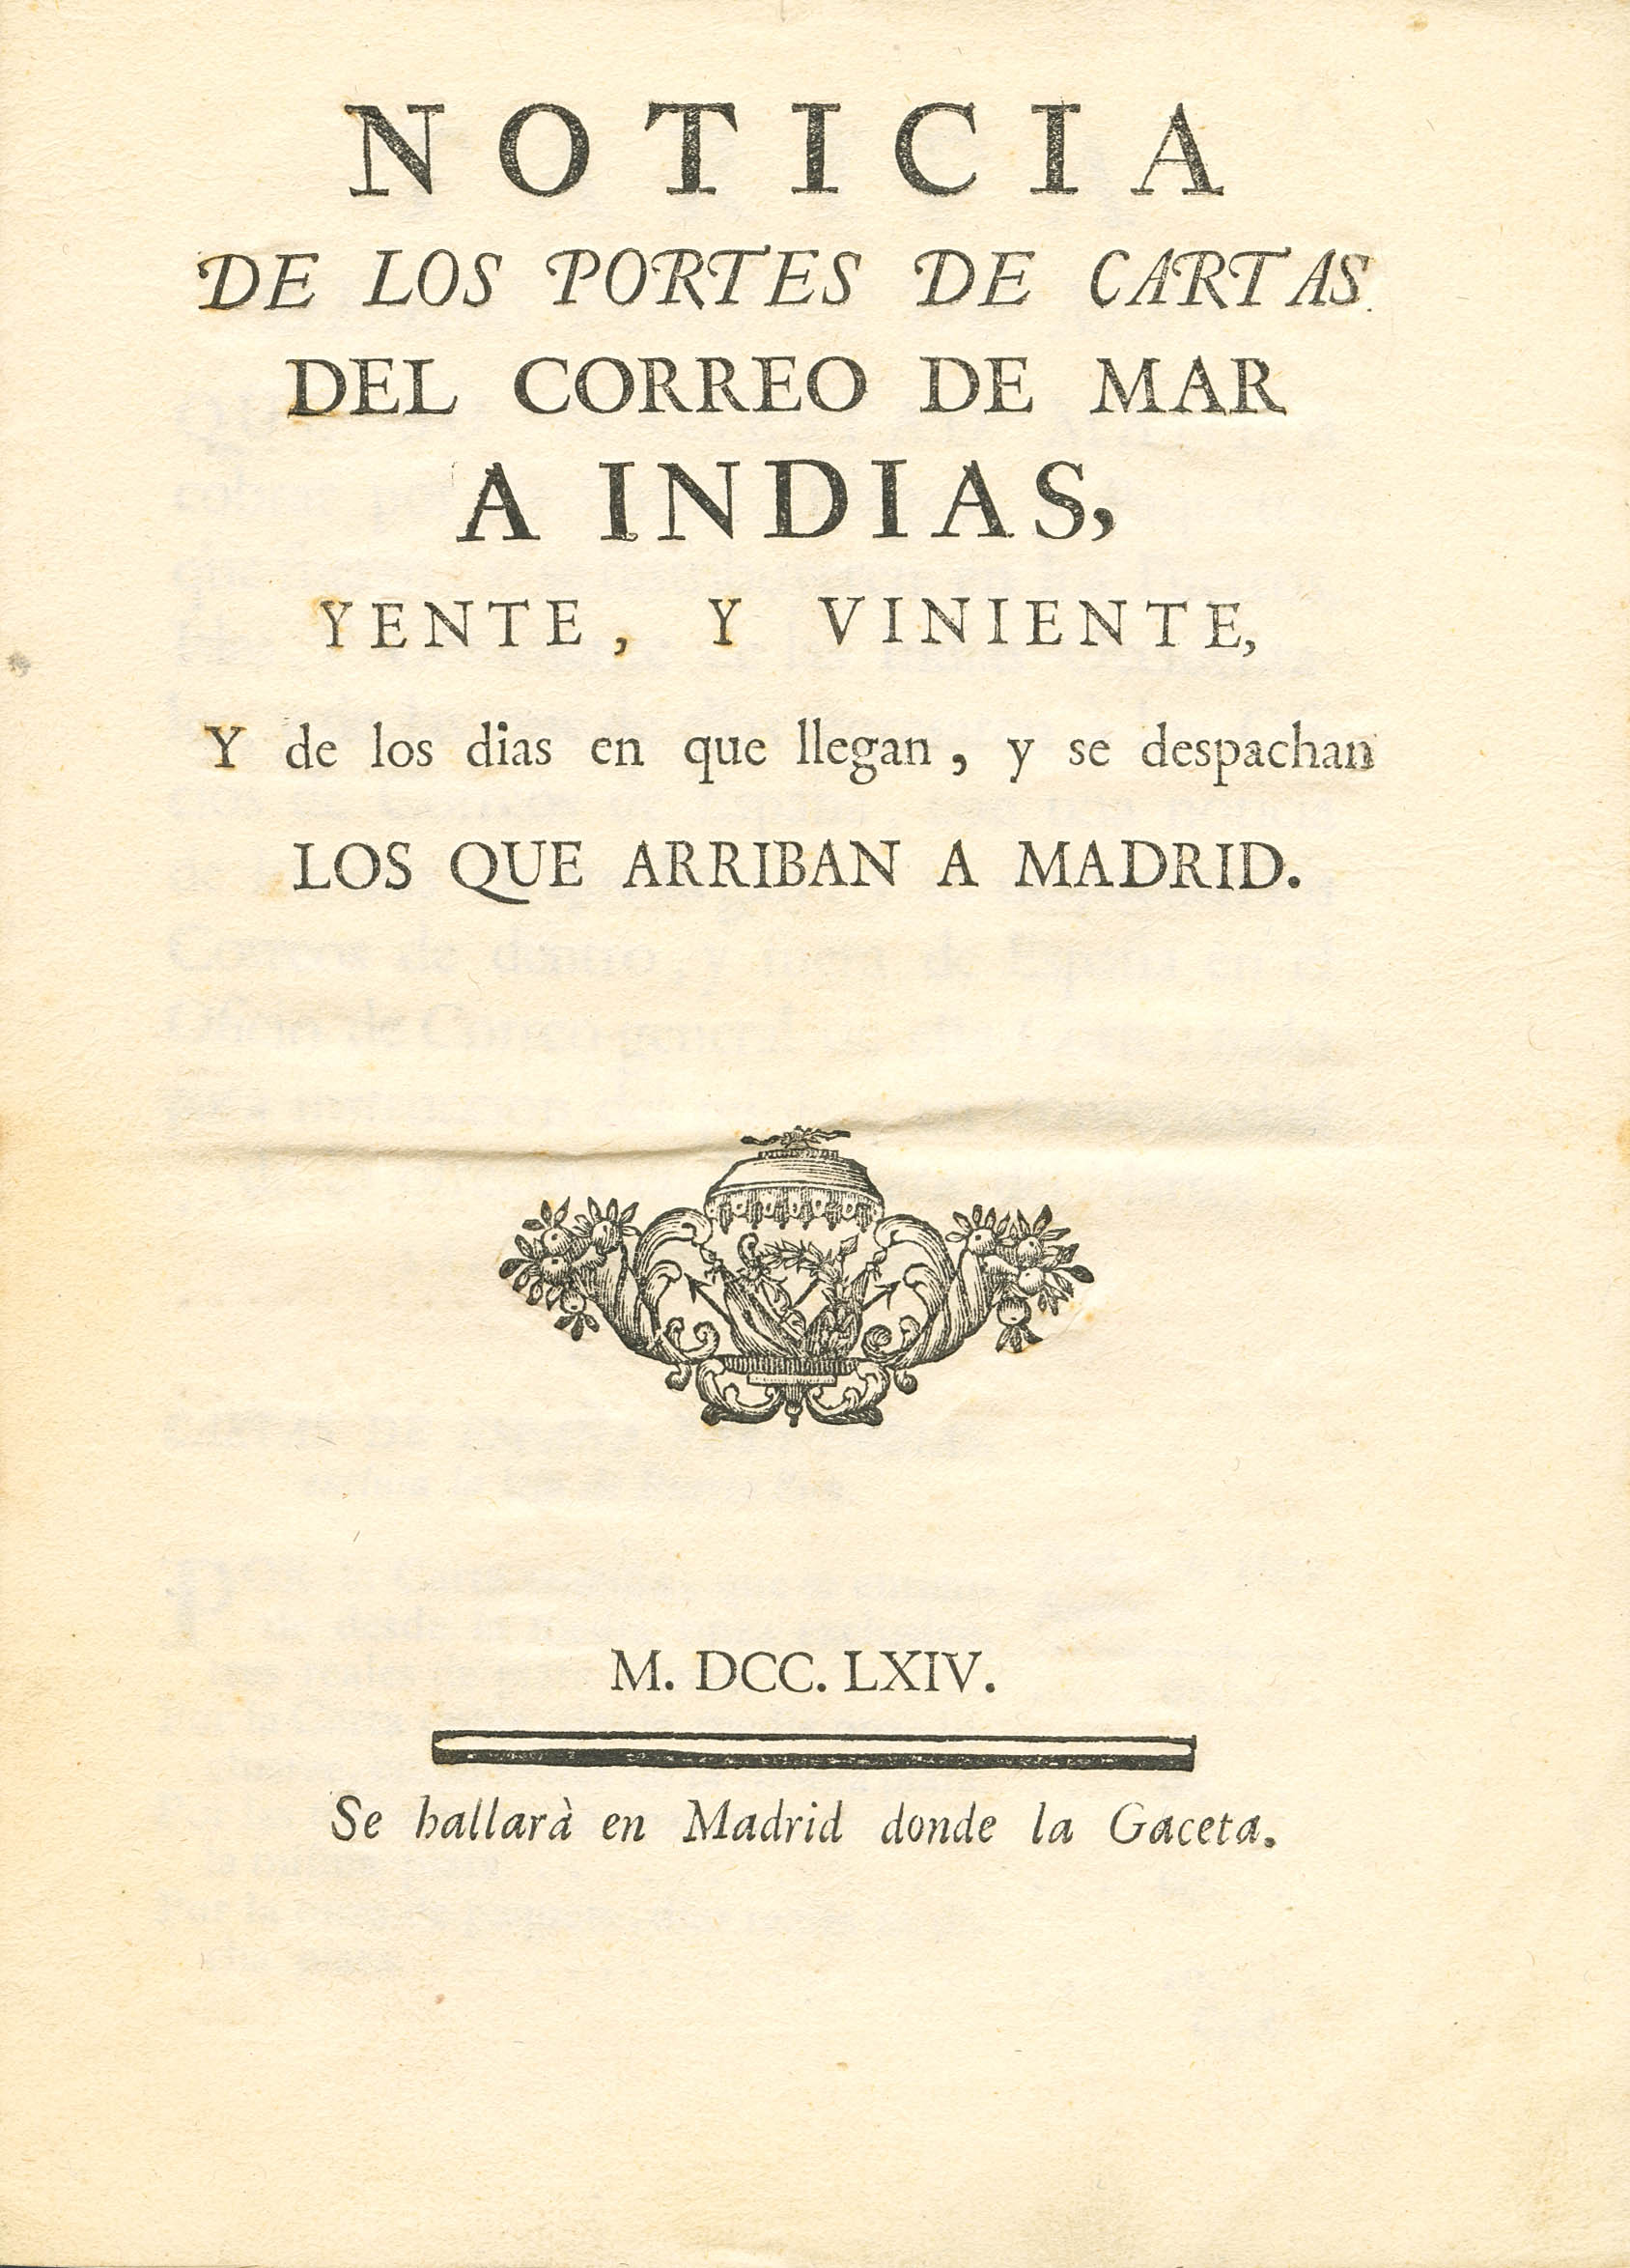 NOTICIA
DE LOS PORTES DE CARTAS
DEL CORREO DE MAR
A INDIAS,
YENTE, Y VINIENTE,
Y de los dias en que llegan, y se despachan
LOS QUE ARRIBAN A MADRID.
M. DCC. LXIV.
Se hallarà en Madrid donde la Gaceta.